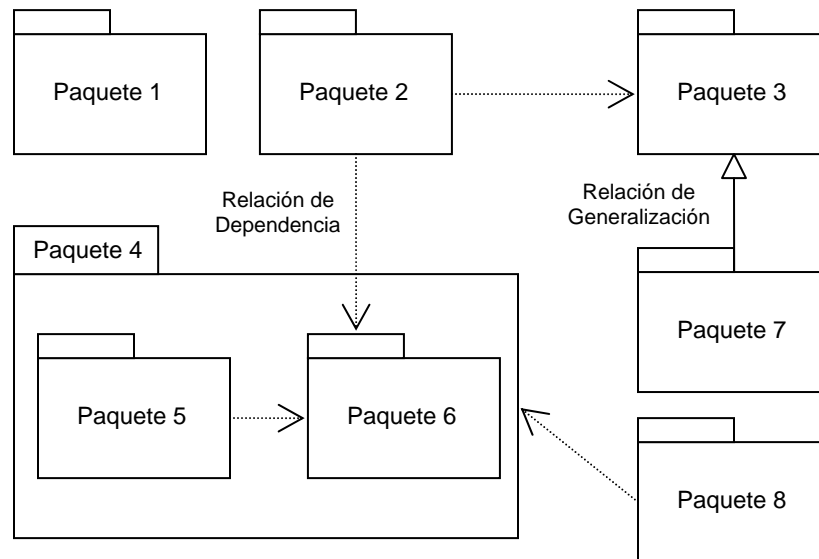 Paquete 1
Paquete 2
Paquete 3
Relación de
Dependencia
Relación de
Generalización
Paquete 4
Paquete 7
Paquete 5
Paquete 6
Paquete 8